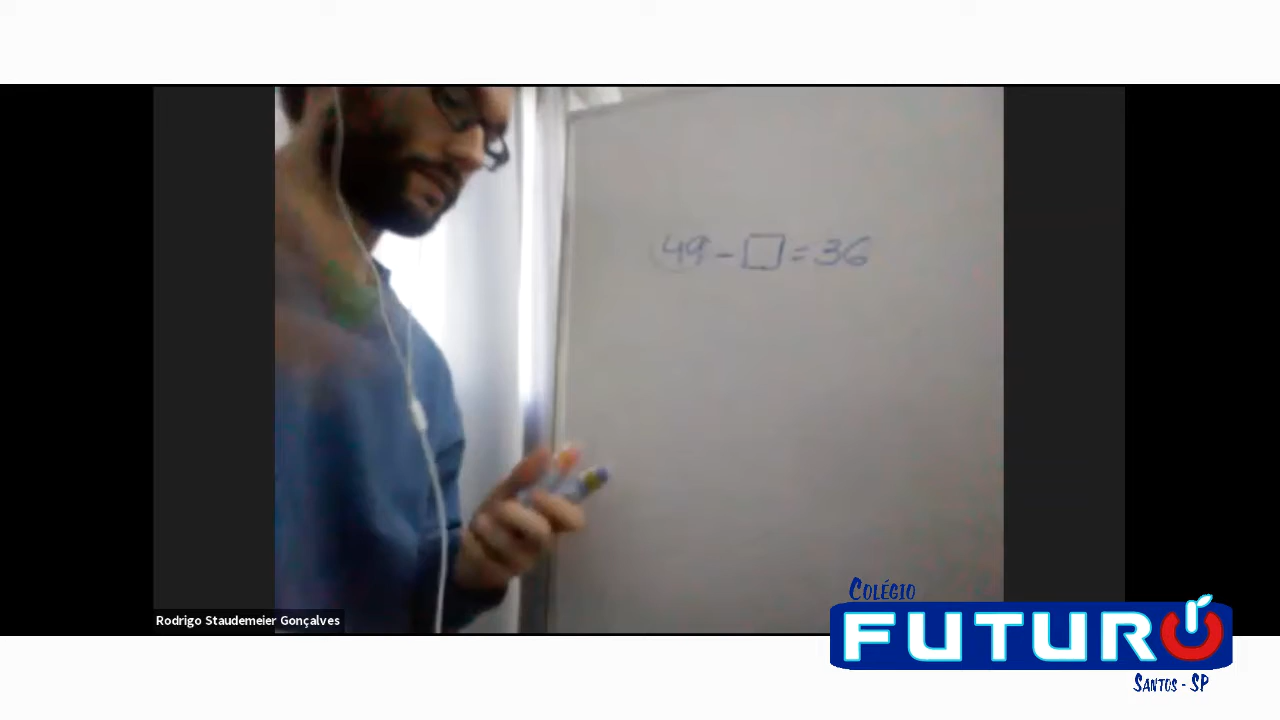 49 - □ = 36
Rodrigo Staudemeier Gonçalves
COLÉGIO
FUTURO
SANTOS - SP